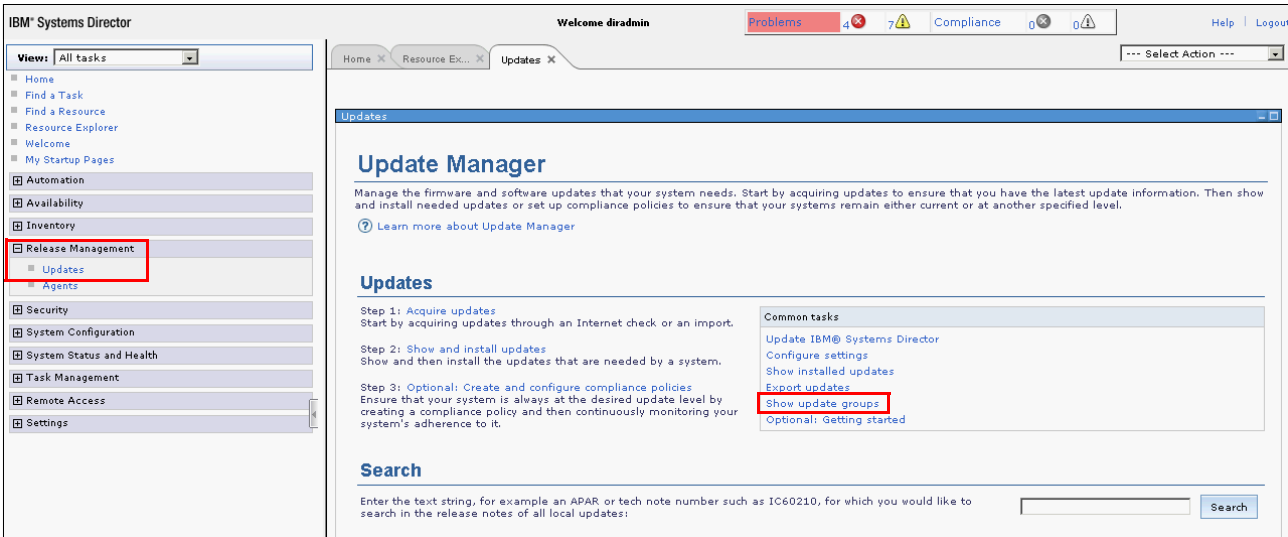 IBM® Systems Director
Welcome diradmin
Problems 4 7 Compliance 0 0
Help Logout
View: All tasks
Home
Find a Task
Find a Resource
Resource Explorer
Welcome
My Startup Pages
Automation
Availability
Inventory
Release Management
Updates
Agents
Security
System Configuration
System Status and Health
Task Management
Remote Access
Settings
Home
Resource Ex...
Updates
--- Select Action ---
Updates
Update Manager
Manage the firmware and software updates that your system needs. Start by acquiring updates to ensure that you have the latest update information. Then show
and install needed updates or set up compliance policies to ensure that your systems remain either current or at another specified level.
Learn more about Update Manager
Updates
Step 1: Acquire updates
Start by acquiring updates through an Internet check or an import.
Step 2: Show and install updates
Show and then install the updates that are needed by a system.
Step 3: Optional: Create and configure compliance policies
Ensure that your system is always at the desired update level by
creating a compliance policy and then continuously monitoring your
system's adherence to it.
Common tasks
Update IBM® Systems Director
Configure settings
Show installed updates
Export updates
Show update groups
Optional: Getting started
Search
Enter the text string, for example an APAR or tech note number such as IC60210, for which you would like to
search in the release notes of all local updates:
Search